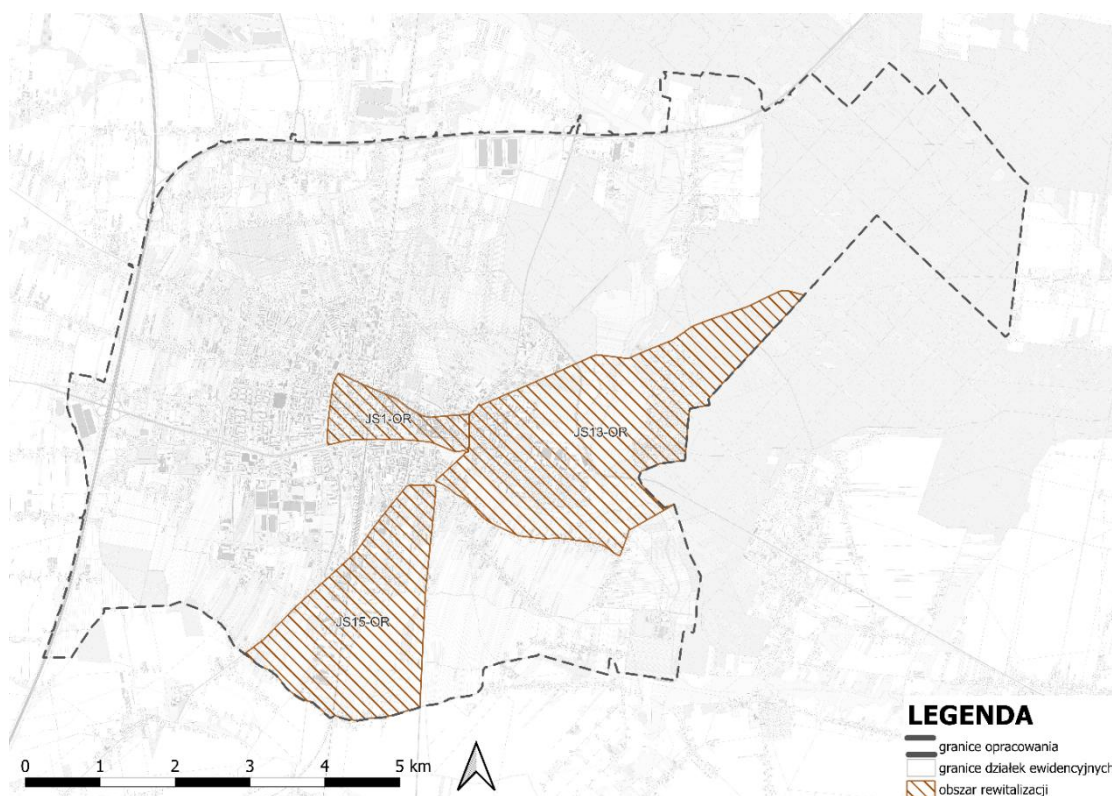 JS1-OR
JS13-OR
JS15-OR
LEGENDA
granice opracowania
granice działek ewidencyjnych
obszar rewitalizacji
0 1 2 3 4 5 km